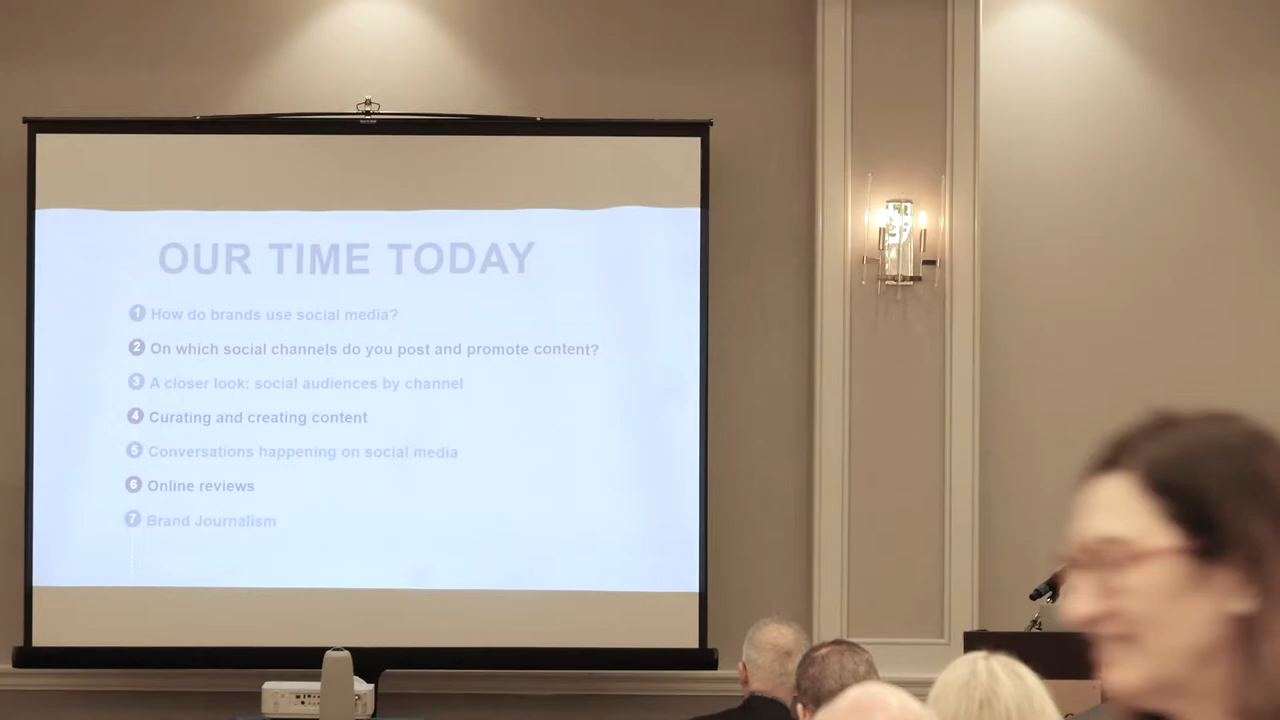 OUR TIME TODAY
1 How do brands use social media?
2 On which social channels do you post and promote content?
3 A closer look: social audiences by channel
4 Curating and creating content
5 Conversations happening on social media
6 Online reviews
7 Brand Journalism